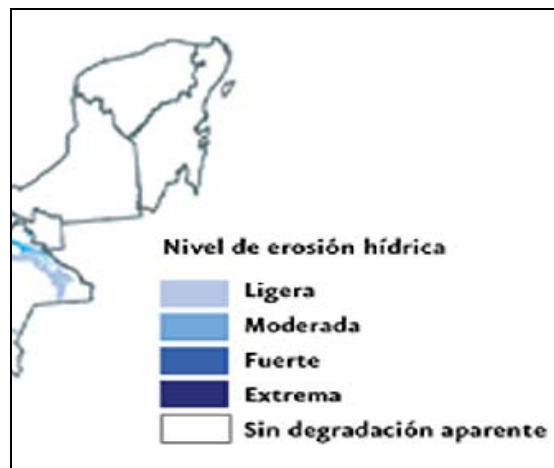 Nivel de erosión hídrica
Ligera
Moderada
Fuerte
Extrema
Sin degradación aparente